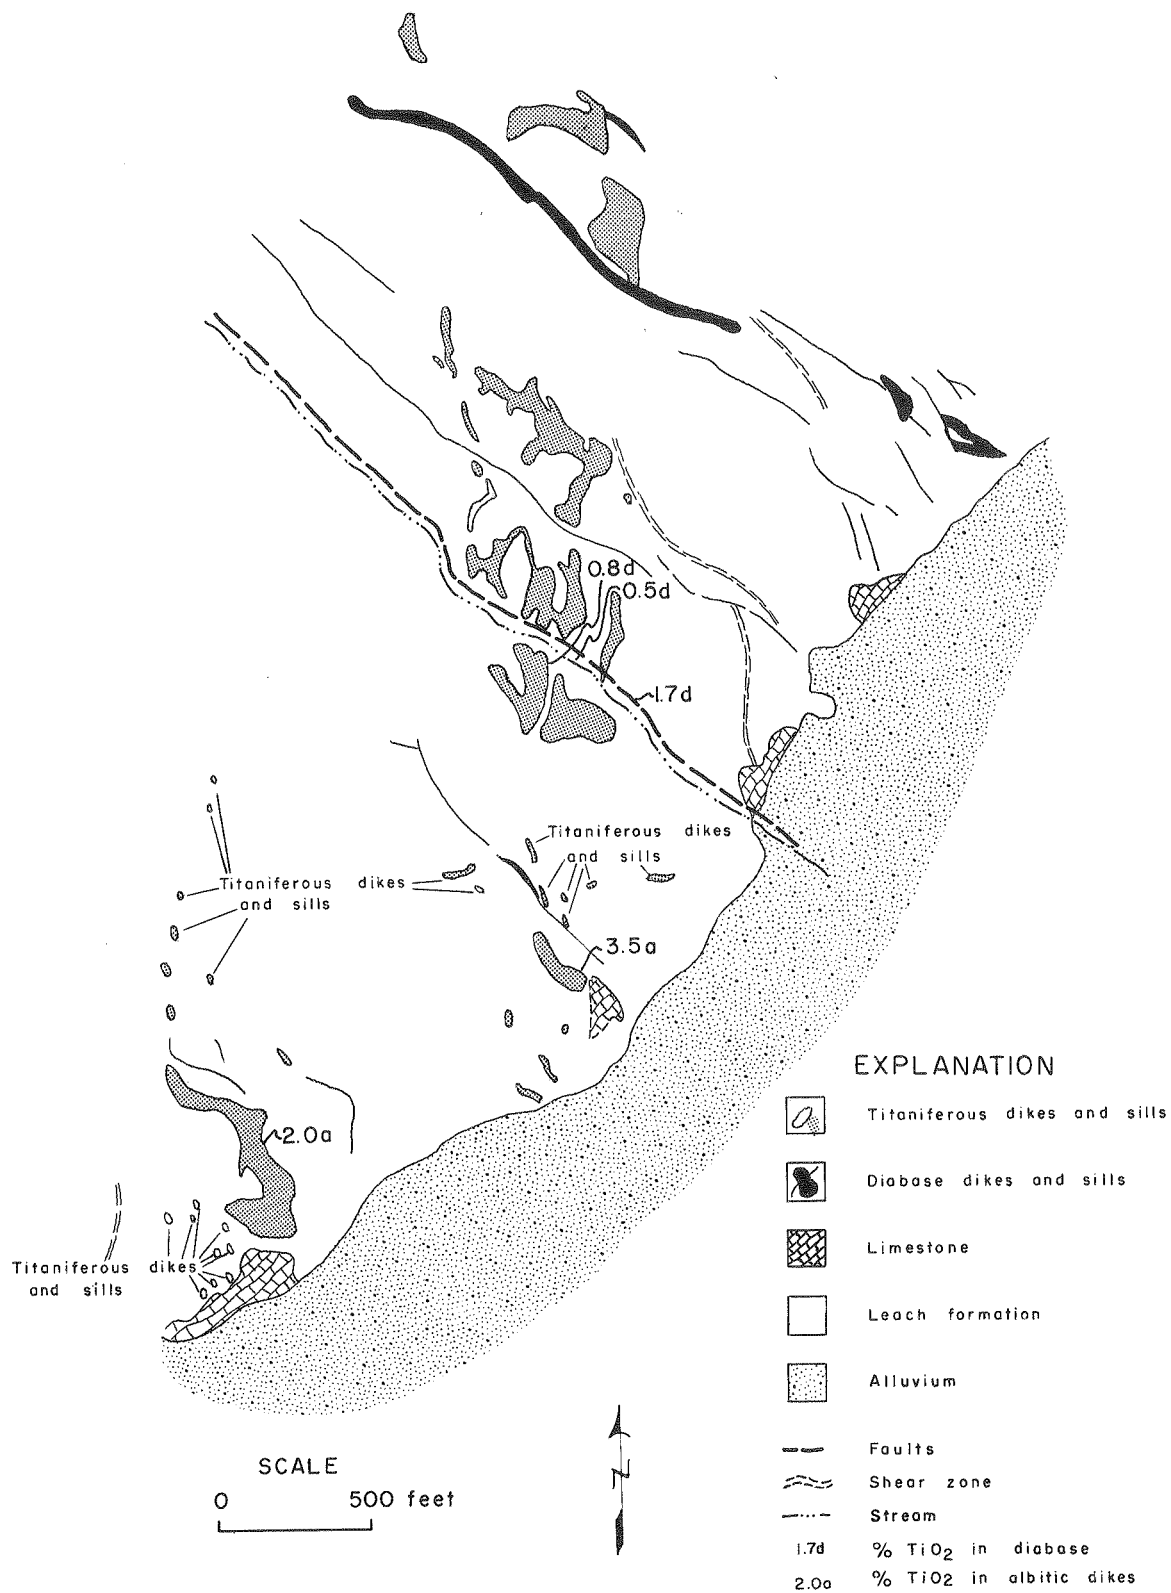 0.8d
0.5d
1.7d
Titaniferous dikes
and sills
Titaniferous dikes
and sills
3.5a
2.0a
Titaniferous dikes
and sills
EXPLANATION
Titaniferous dikes and sills
Diabase dikes and sills
Limestone
Leach formation
Alluvium
Faults
Shear zone
Stream
1.7d % TiO2 in diabase
2.0a % TiO2 in albitic dikes
SCALE
0 500 feet
N